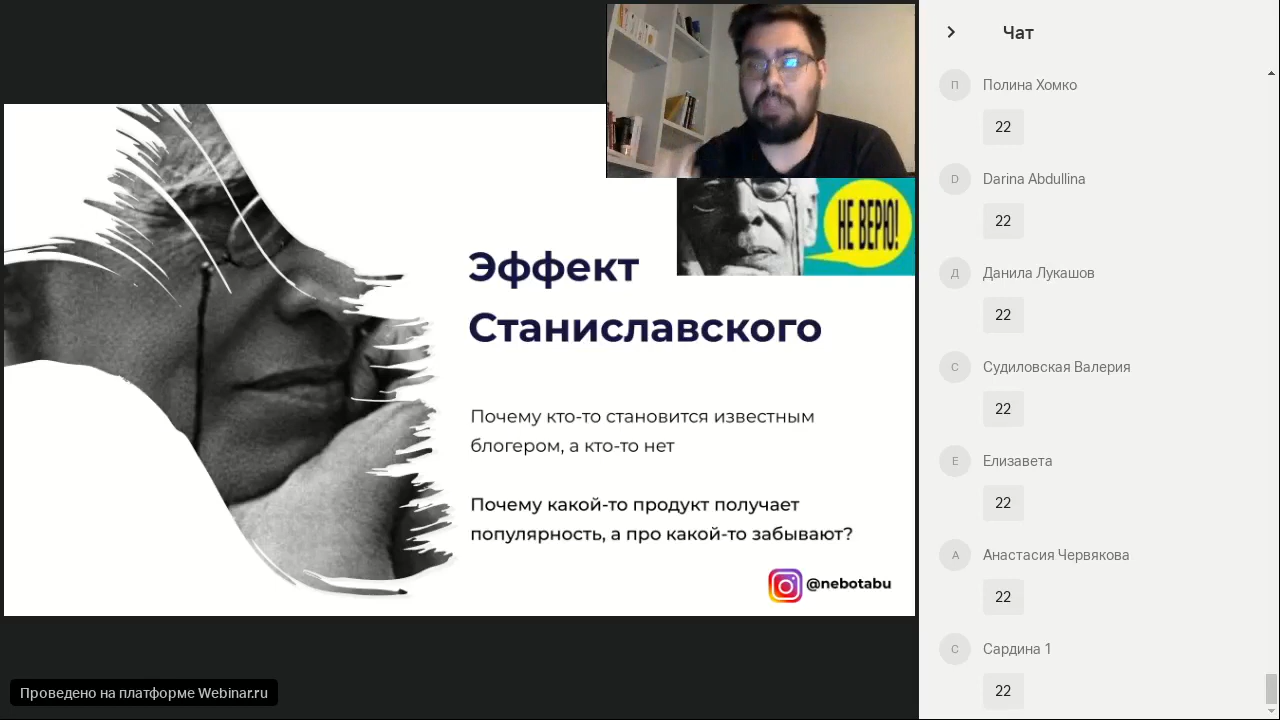 НЕ ВЕРЮ!
Эффект
Станиславского
Почему кто-то становится известным
блогером, а кто-то нет
Почему какой-то продукт получает
популярность, а про какой-то забывают?
@nebotabu
Проведено на платформе Webinar.ru
Чат
П
Полина Хомко
22
D
Darina Abdullina
22
Д
Данила Лукашов
22
С
Судиловская Валерия
22
Е
Елизавета
22
А
Анастасия Червякова
22
С
Сардина 1
22